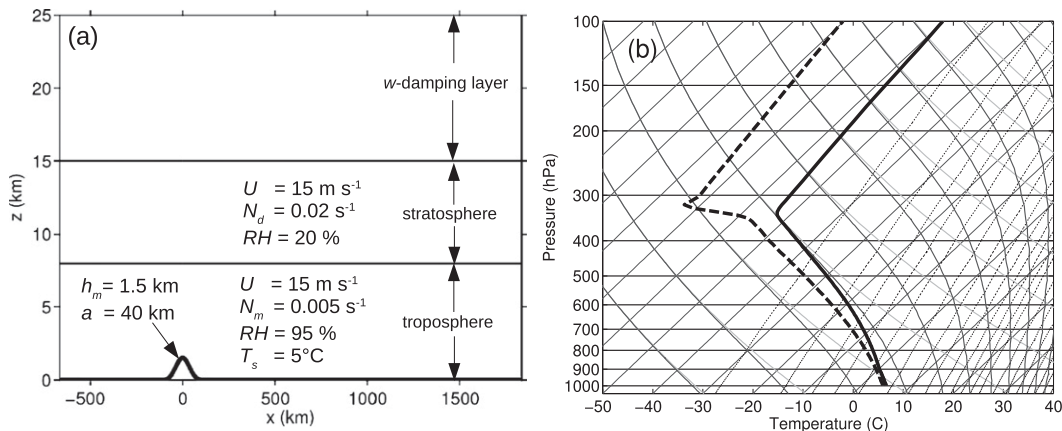 (a)
25
20
15
10
5
0
z (km)
w-damping layer
U = 15 m s-1
Nd = 0.02 s-1
RH = 20 %
stratosphere
hm = 1.5 km
a = 40 km
U = 15 m s-1
Nm = 0.005 s-1
RH = 95 %
Ts = 5°C
troposphere
−500 0 500 1000 1500
x (km)
(b)
100
150
200
300
400
500
600
700
800
900
1000
Pressure (hPa)
−50 −40 −30 −20 −10 0 10 20 30 40
Temperature (C)